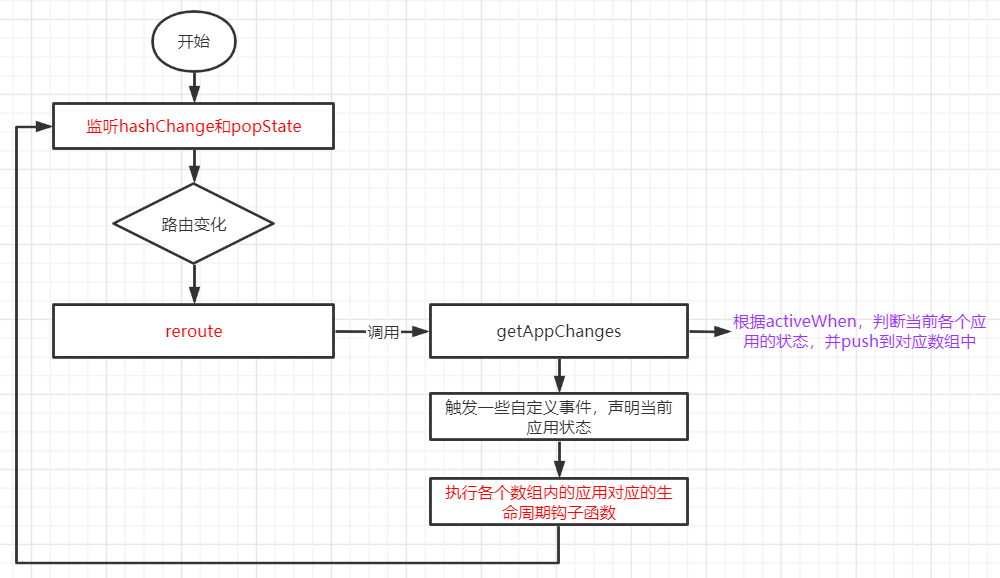 开始
监听hashChange和popState
路由变化
reroute
调用
getAppChanges
根据activeWhen，判断当前各个应
用的状态，并push到对应数组中
触发一些自定义事件，声明当前
应用状态
执行各个数组内的应用对应的生
命周期钩子函数